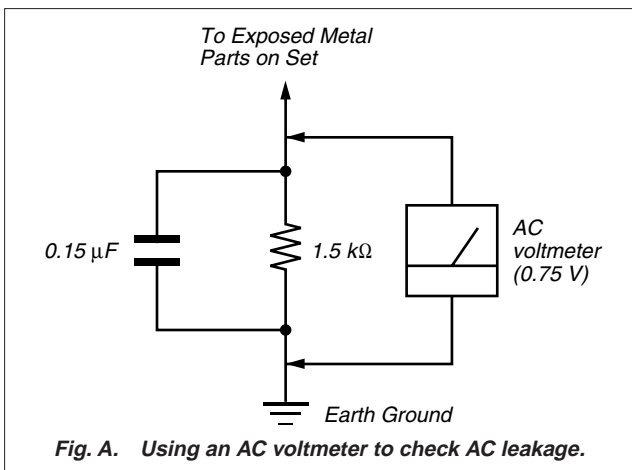 To Exposed Metal
Parts on Set
0.15 μF
1.5 kΩ
AC
voltmeter
(0.75 V)
Earth Ground
Fig. A. Using an AC voltmeter to check AC leakage.